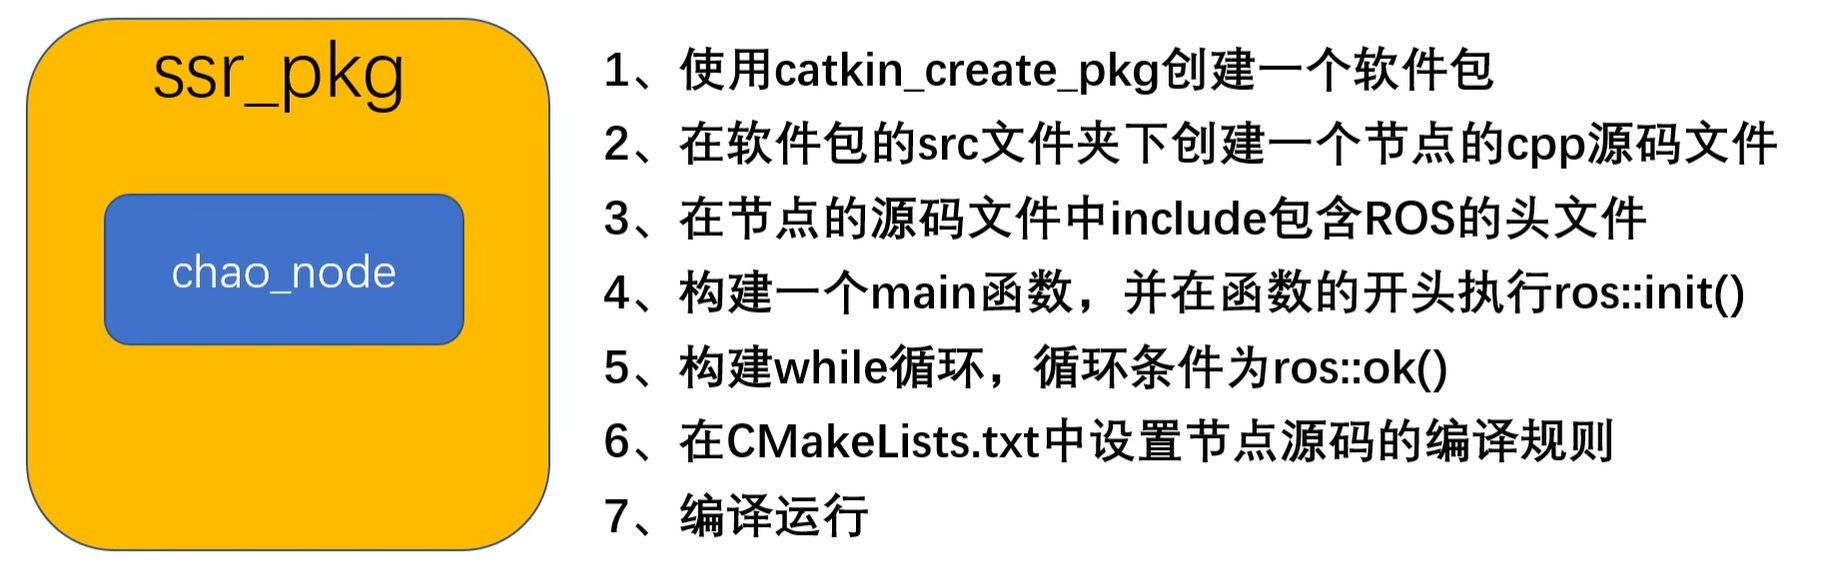 ssr_pkg
chao_node
1、使用catkin_create_pkg创建一个软件包
2、在软件包的src文件夹下创建一个节点的cpp源码文件
3、在节点的源码文件中include包含ROS的头文件
4、构建一个main函数，并在函数的开头执行ros::init()
5、构建while循环，循环条件为ros::ok()
6、在CMakeLists.txt中设置节点源码的编译规则
7、编译运行